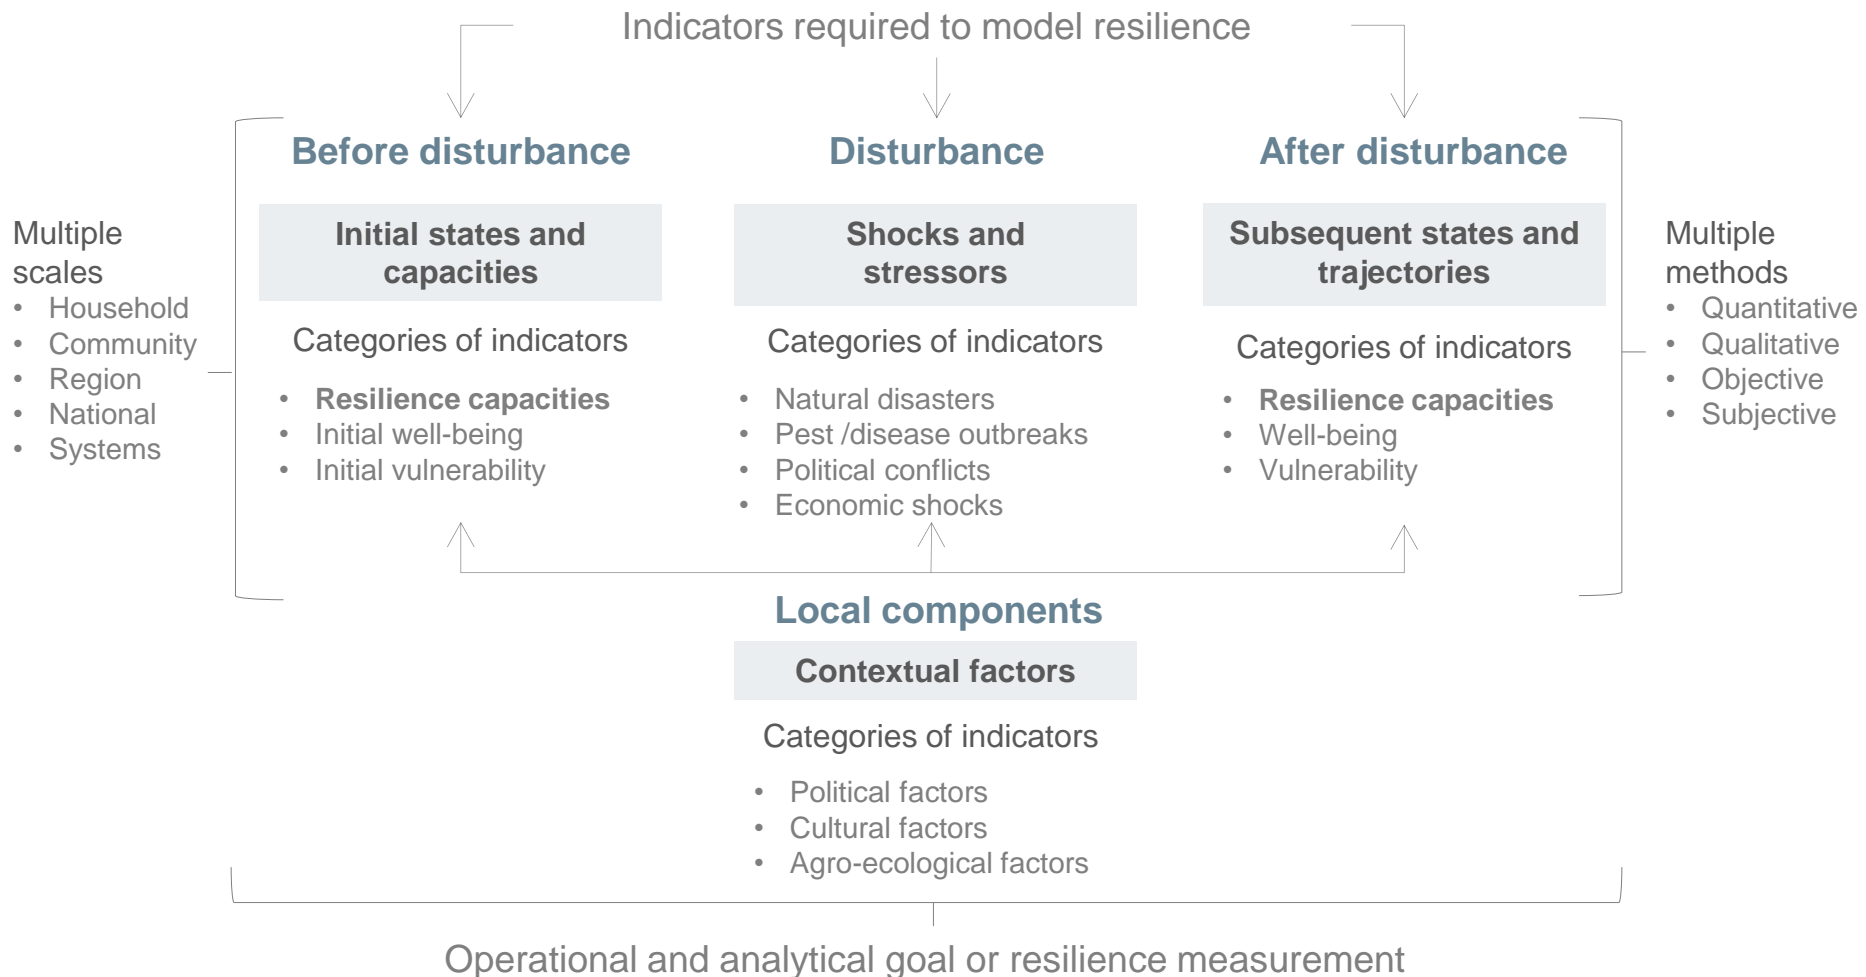 Indicators required to model resilience
Before disturbance
Initial states and
capacities
Categories of indicators
• Resilience capacities
• Initial well-being
• Initial vulnerability
Disturbance
Shocks and
stressors
Categories of indicators
• Natural disasters
• Pest /disease outbreaks
• Political conflicts
• Economic shocks
After disturbance
Subsequent states and
trajectories
Categories of indicators
• Resilience capacities
• Well-being
• Vulnerability
Multiple
scales
• Household
• Community
• Region
• National
• Systems
Multiple
methods
• Quantitative
• Qualitative
• Objective
• Subjective
Local components
Contextual factors
Categories of indicators
• Political factors
• Cultural factors
• Agro-ecological factors
Operational and analytical goal or resilience measurement